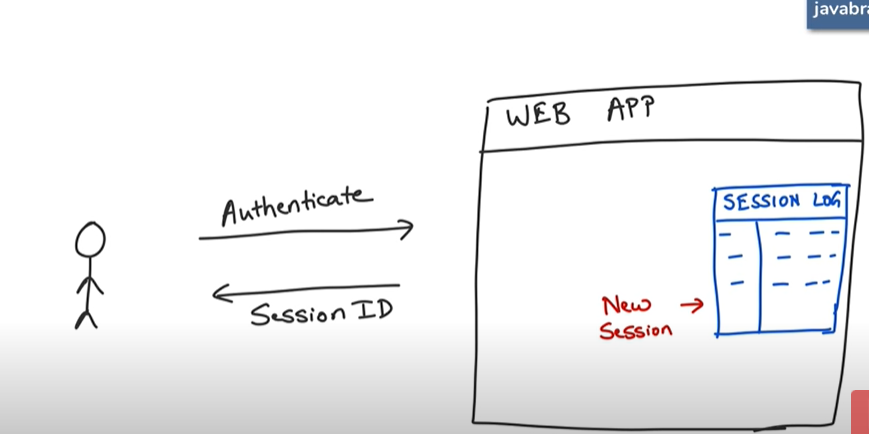 javabra
WEB APP
Authenticate
SESSION LOG
Session ID
New
Session